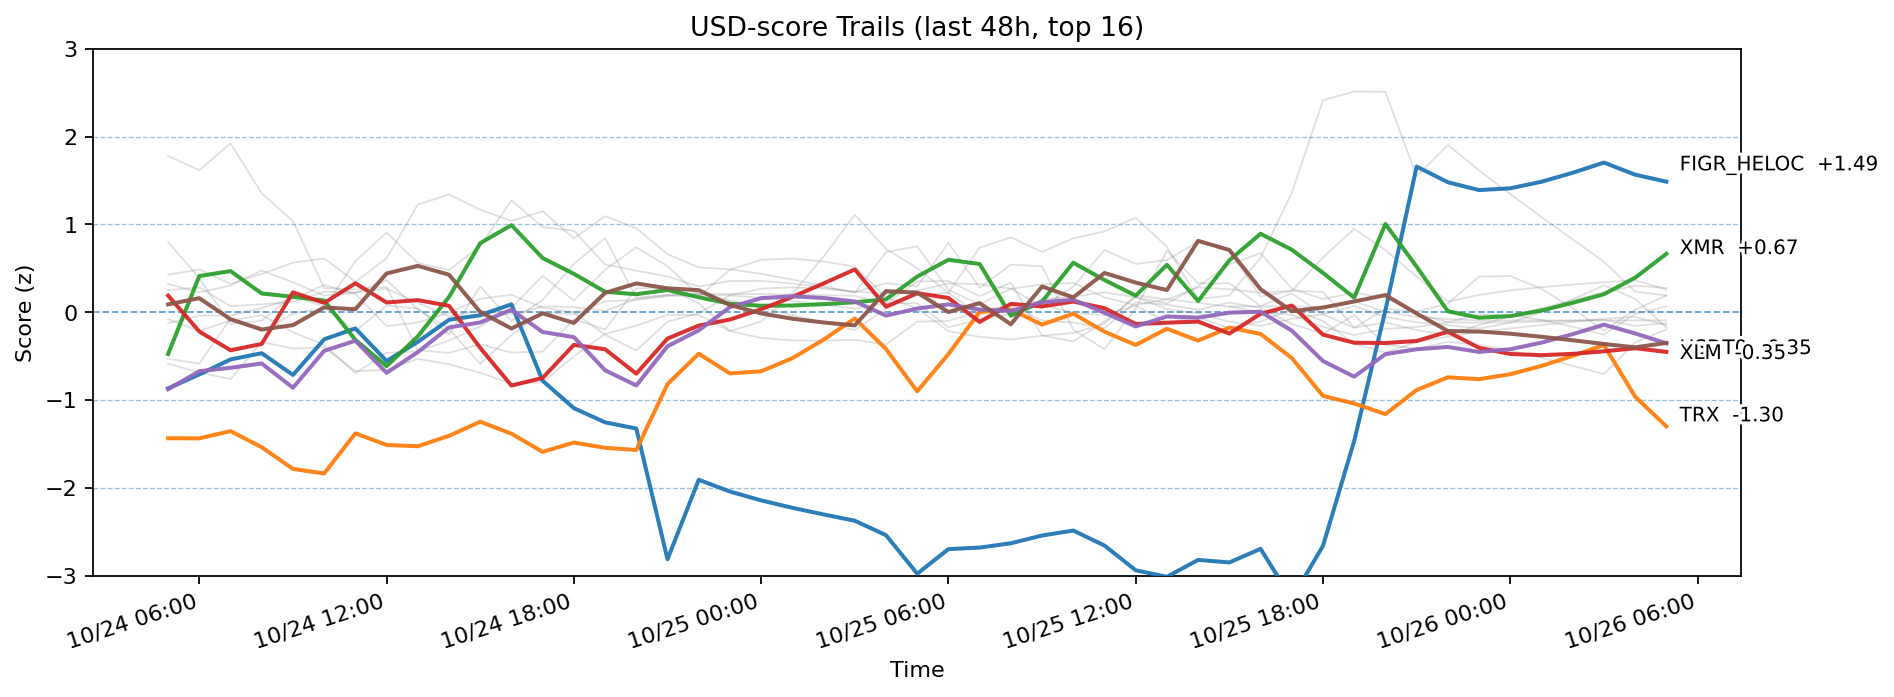 USD-score Trails (last 48h, top 16)
Score (z)
3
2
1
0
−1
−2
−3
FIGR_HELOC +1.49
XMR +0.67
XLM
TRX -1.30
10/24 06:00
10/24 12:00
10/24 18:00
10/25 00:00
10/25 06:00
10/25 12:00
10/25 18:00
10/26 00:00
10/26 06:00
Time